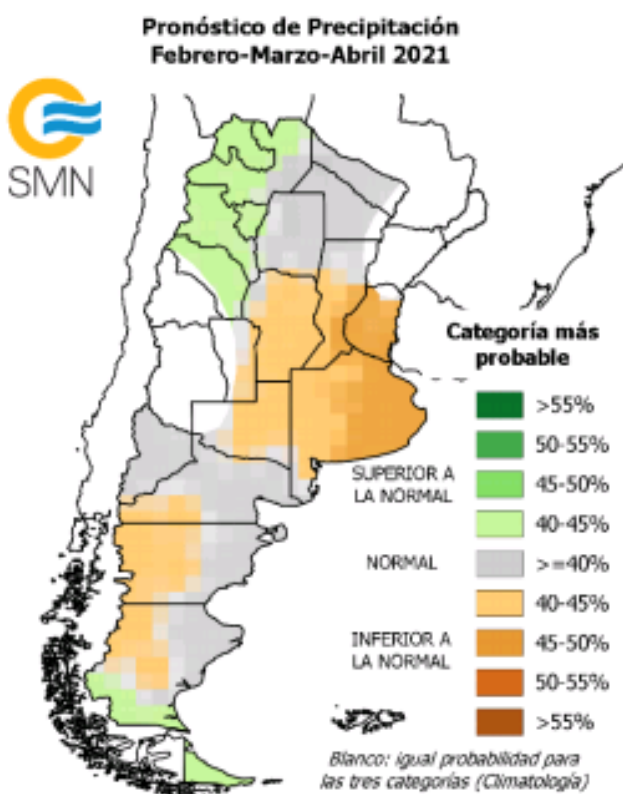 Pronóstico de Precipitación
Febrero-Marzo-Abril 2021
SMN
Categoría más
probable
>55%
50-55%
45-50%
SUPERIOR A
LA NORMAL
40-45%
NORMAL
>=40%
40-45%
INFERIOR A
LA NORMAL
45-50%
50-55%
>55%
Blanco: igual probabilidad para
las tres categorías (Climatología)